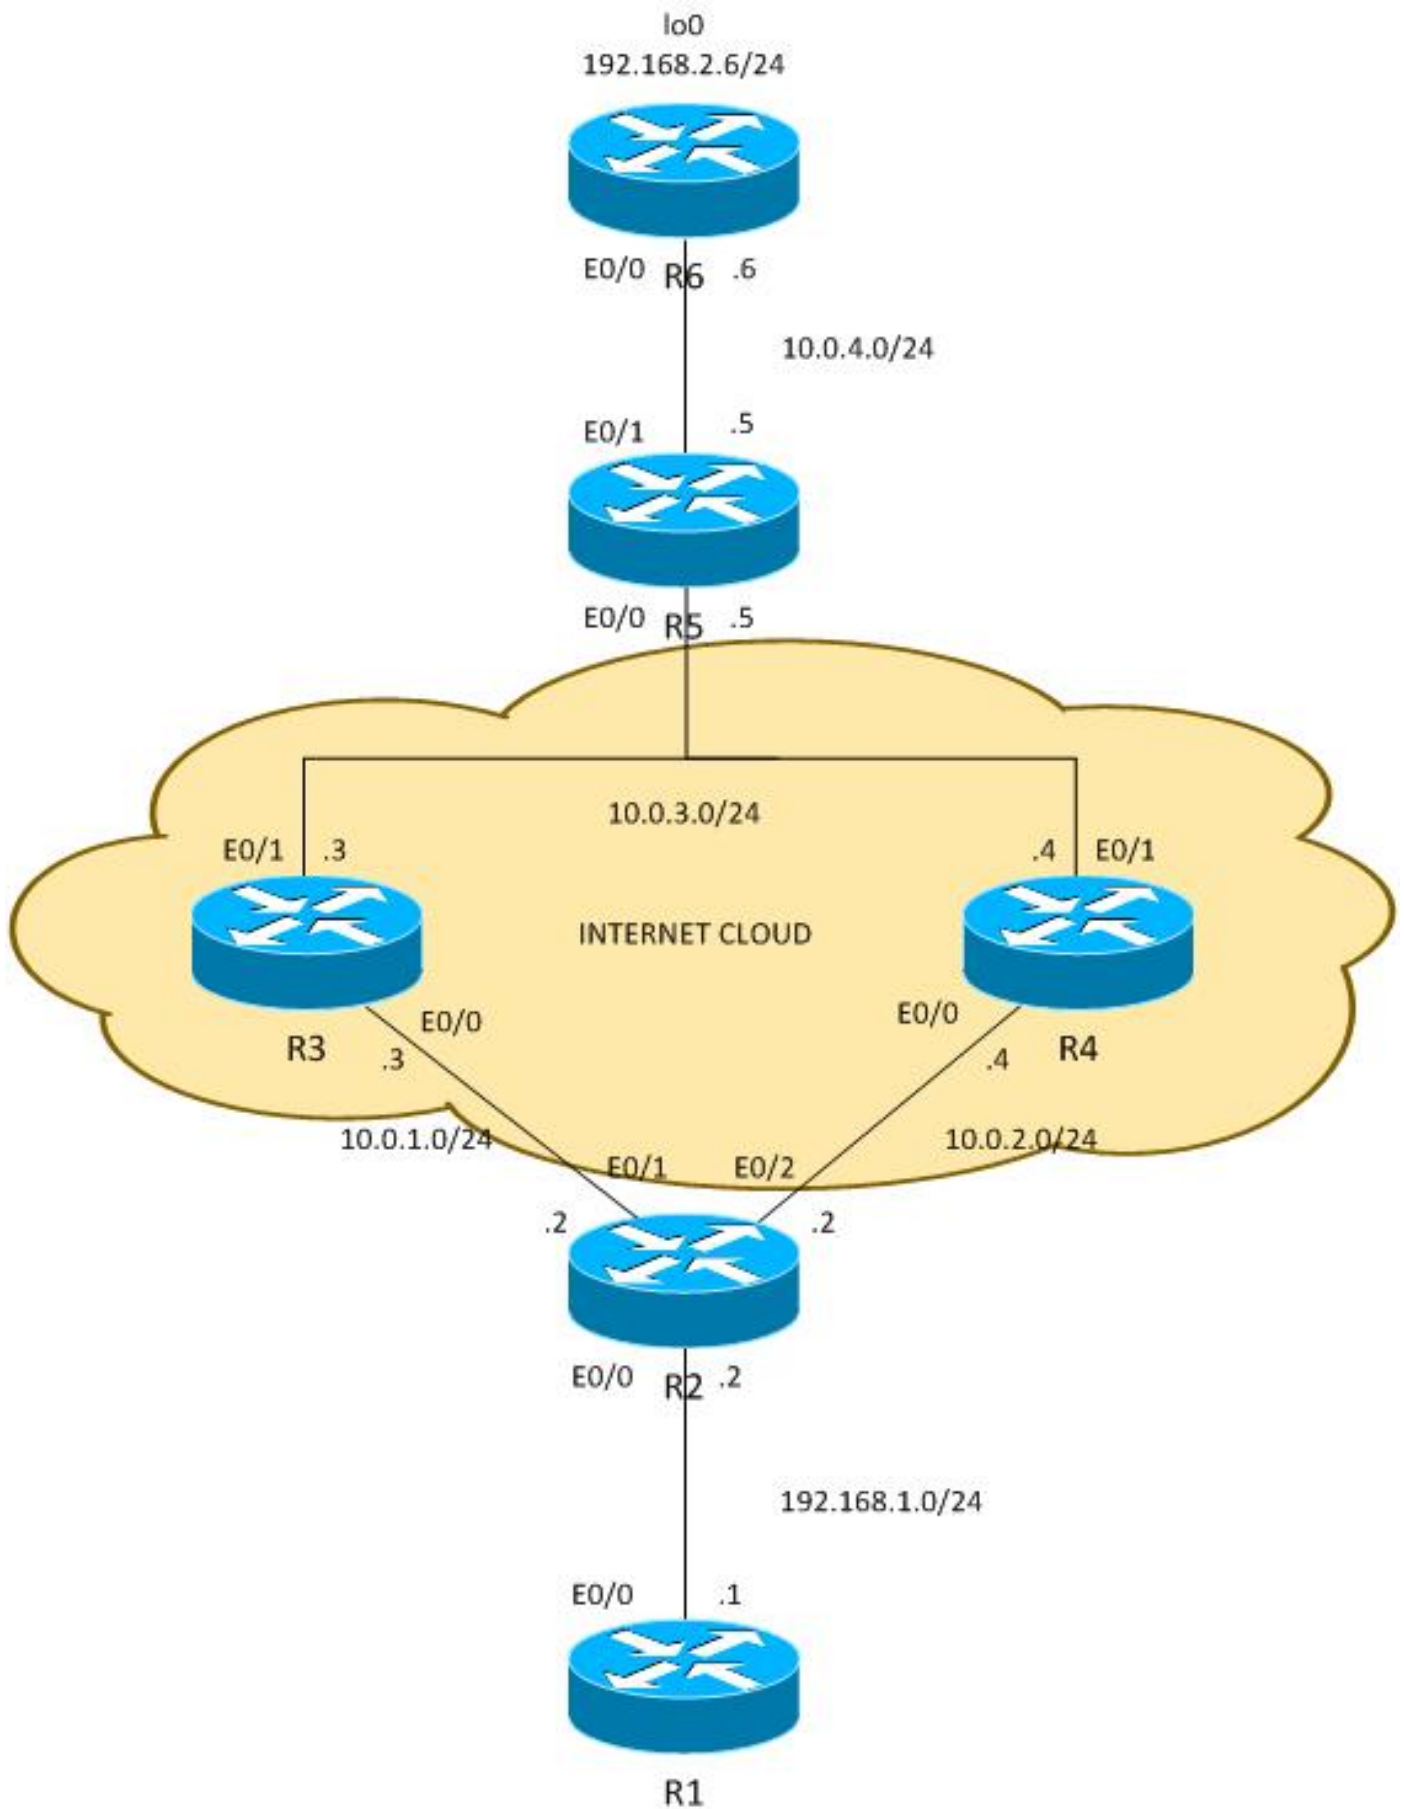 lo0
192.168.2.6/24
E0/0 R6 .6
10.0.4.0/24
E0/1 .5
E0/0 R5 .5
10.0.3.0/24
E0/1 .3
.4 E0/1
INTERNET CLOUD
E0/0
E0/0
R3
.3
.4
R4
10.0.1.0/24
10.0.2.0/24
E0/1
E0/2
.2
.2
E0/0 R2 .2
192.168.1.0/24
E0/0 .1
R1